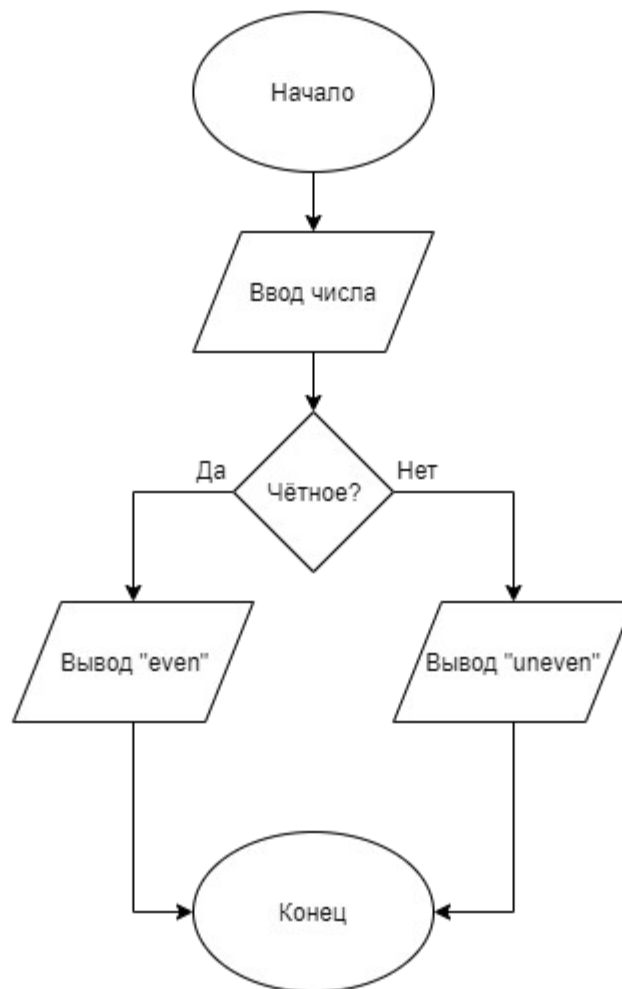 Начало
Ввод числа
Да
Чётное?
Нет
Вывод "even"
Вывод "uneven"
Конец